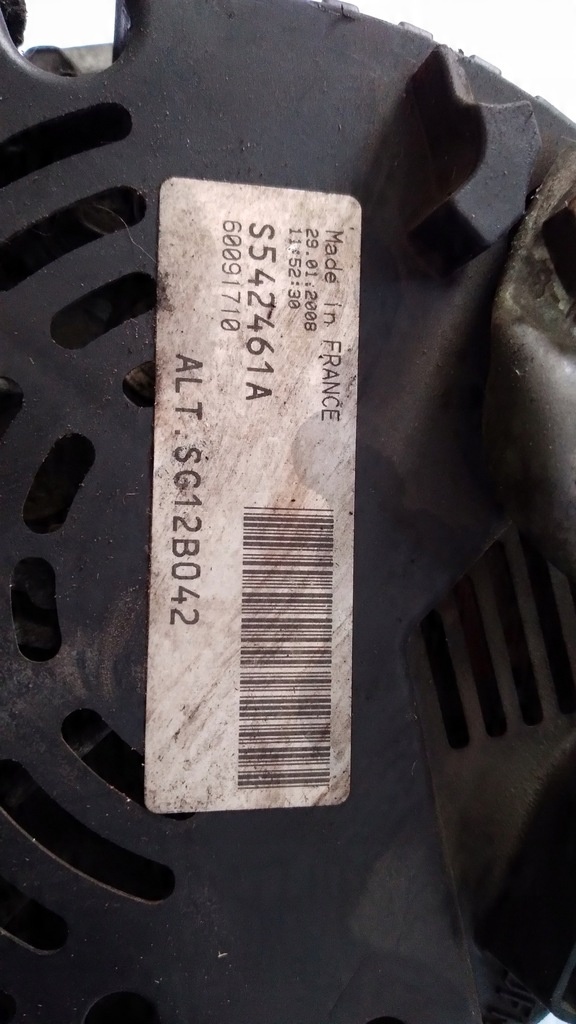 Made in FRANCE
29.01.2008
11:52:30
S542461A
60091710
ALT.SG12B042